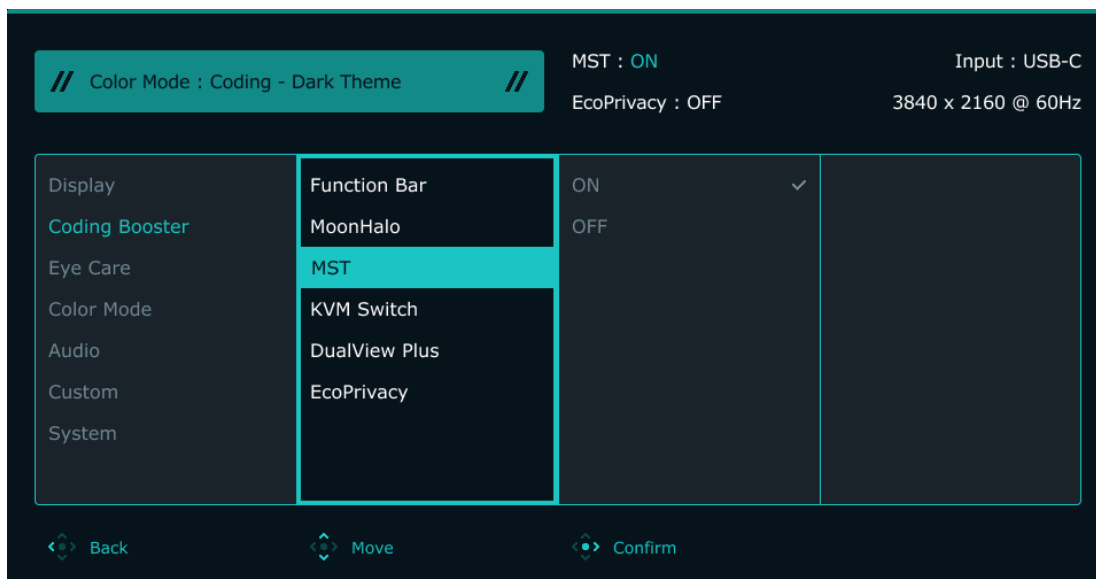 // Color Mode : Coding - Dark Theme //
MST : ON
EcoPrivacy : OFF
Input : USB-C
3840 x 2160 @ 60Hz
Display
Coding Booster
Eye Care
Color Mode
Audio
Custom
System
Function Bar
MoonHalo
MST
KVM Switch
DualView Plus
EcoPrivacy
ON
OFF
Back
Move
Confirm